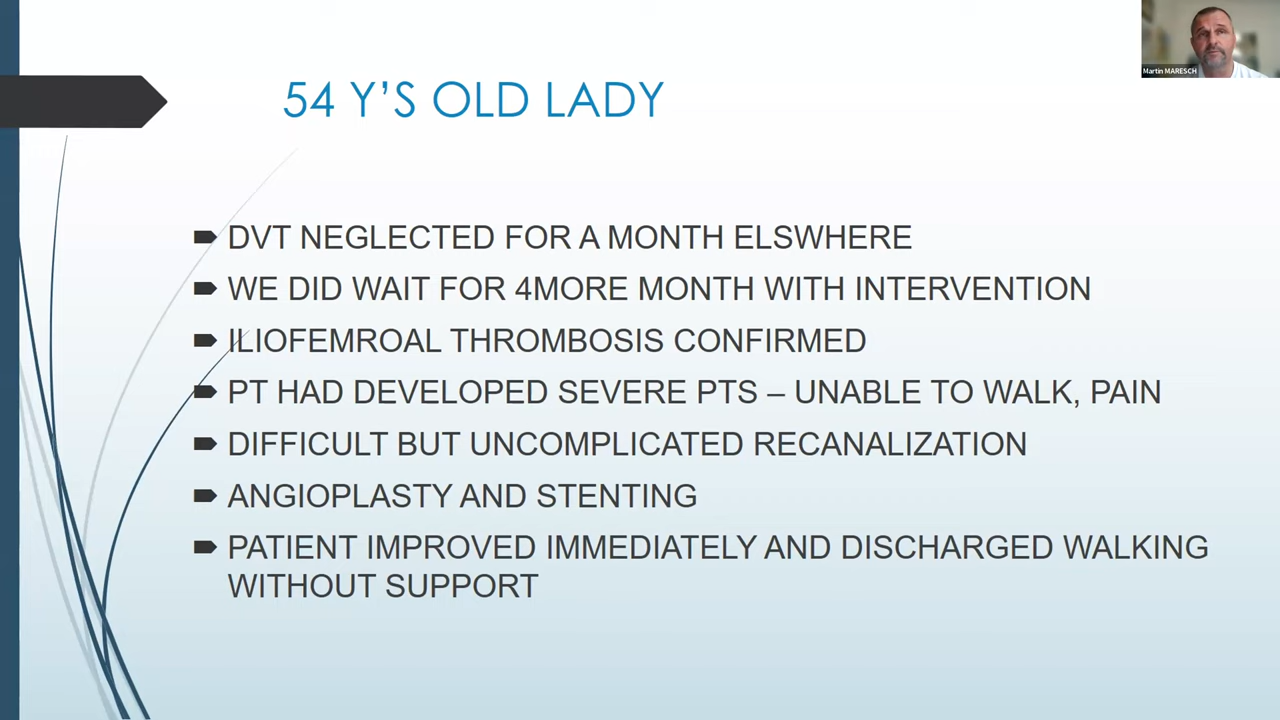 Martin MARESCH
54 Y'S OLD LADY
DVT NEGLECTED FOR A MONTH ELSWHERE
WE DID WAIT FOR 4MORE MONTH WITH INTERVENTION
ILIOFEMROAL THROMBOSIS CONFIRMED
PT HAD DEVELOPED SEVERE PTS – UNABLE TO WALK, PAIN
DIFFICULT BUT UNCOMPLICATED RECANALIZATION
ANGIOPLASTY AND STENTING
PATIENT IMPROVED IMMEDIATELY AND DISCHARGED WALKING
WITHOUT SUPPORT